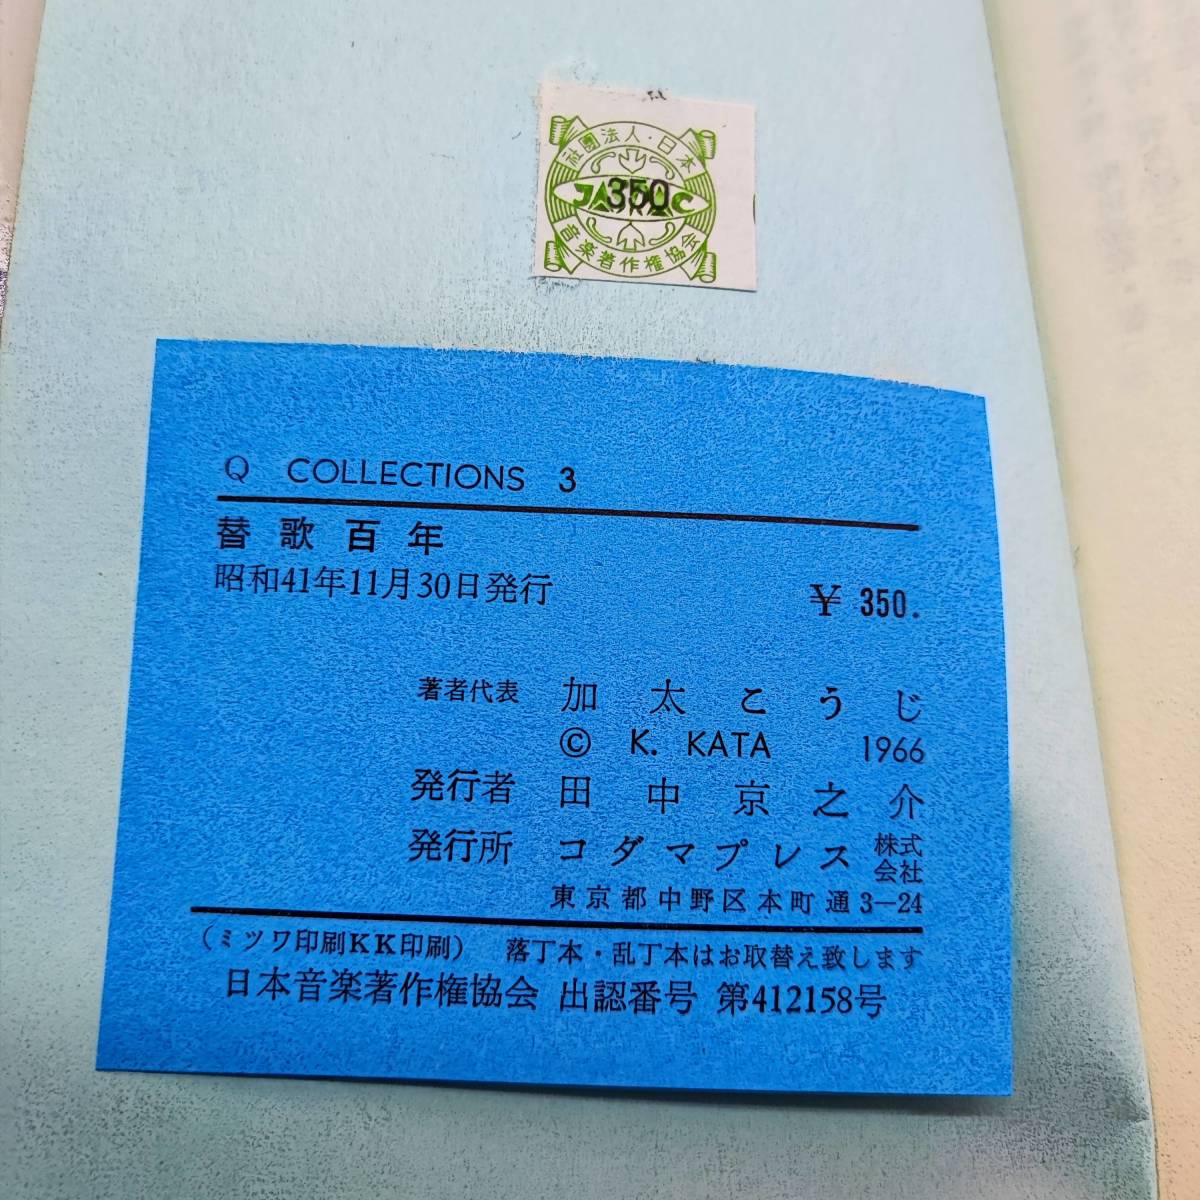 社團法人・日本
350
音楽著作権協会
Q COLLECTIONS 3
替歌百年
昭和41年11月30日発行
¥ 350.
著者代表 加太こうじ
© K. KATA 1966
発行者 田中京之介
発行所 コダマプレス 株式会社
東京都中野区本町通3-24
(ミツワ印刷KK印刷) 落丁本・乱丁本はお取替え致します
日本音楽著作権協会 出認番号 第412158号